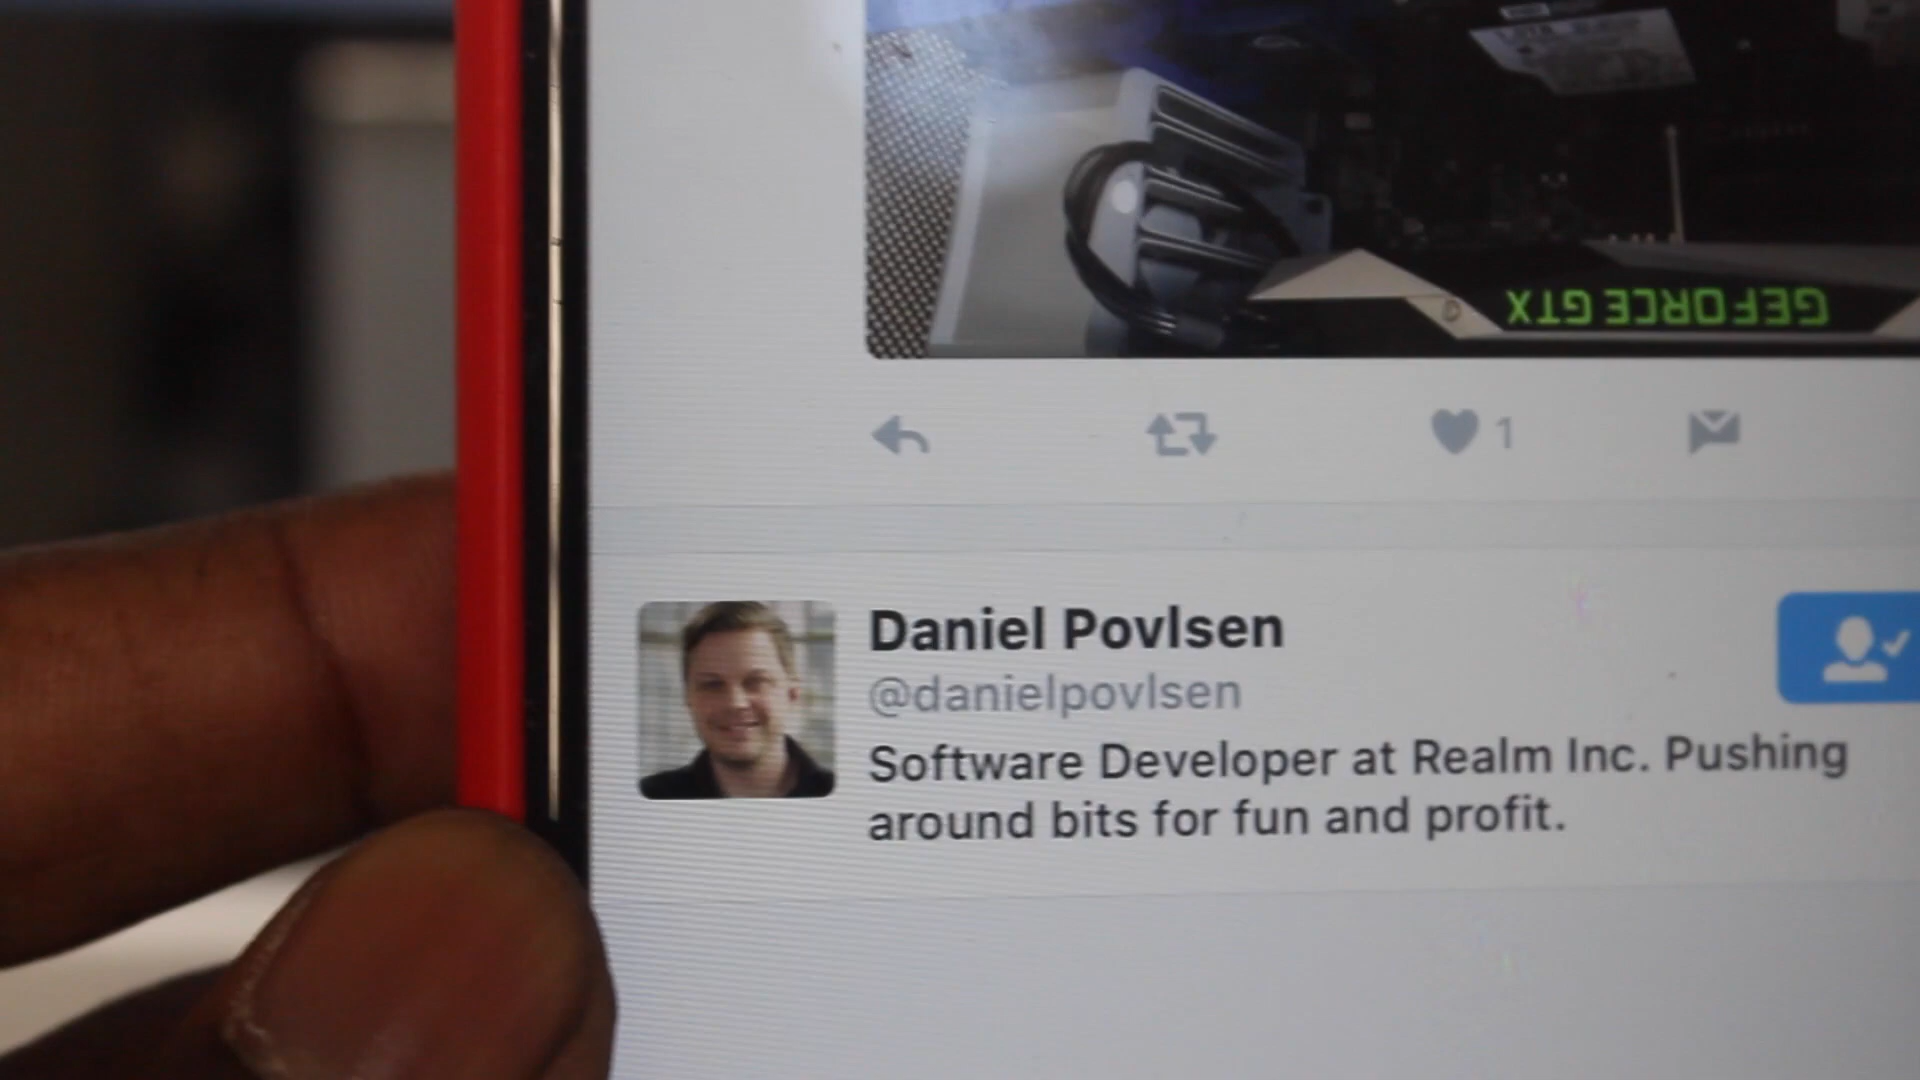 GEFORCE GTX
1
Daniel Povlsen
@danielpovlsen
Software Developer at Realm Inc. Pushing
around bits for fun and profit.